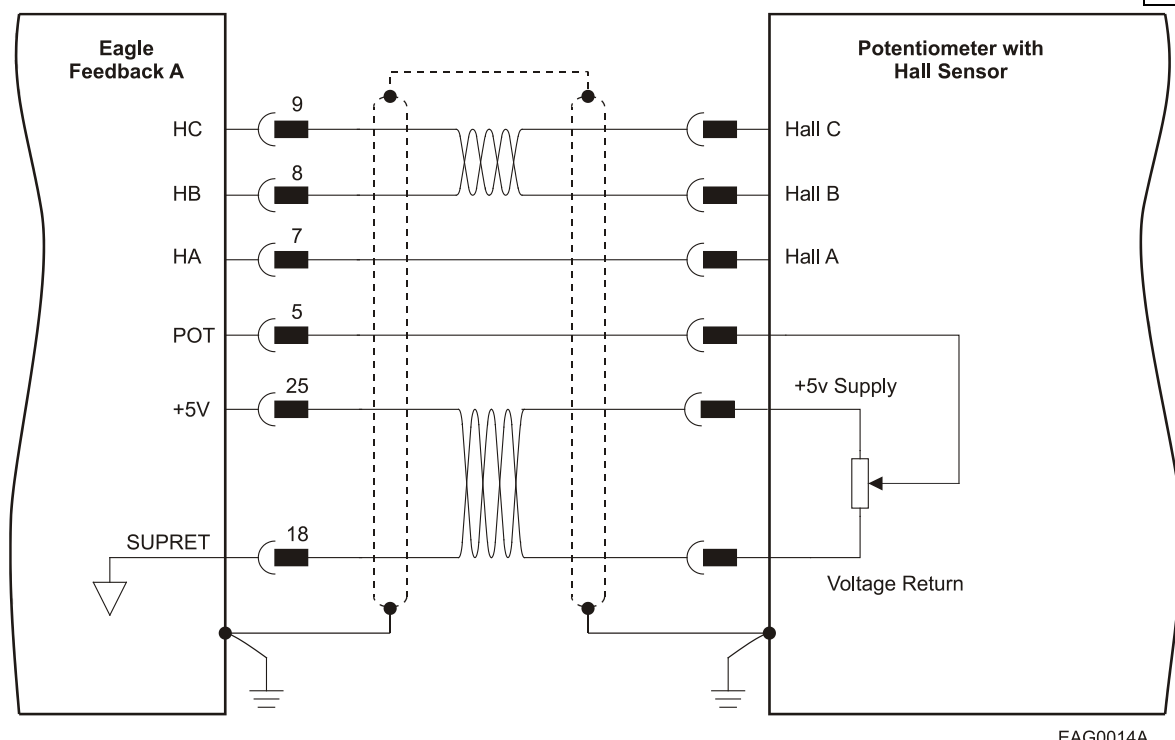 Eagle
Feedback A
Potentiometer with
Hall Sensor
HC
9
Hall C
HB
8
Hall B
HA
7
Hall A
POT
5
+5V
25
+5v Supply
SUPRET
18
Voltage Return
EAG0014A